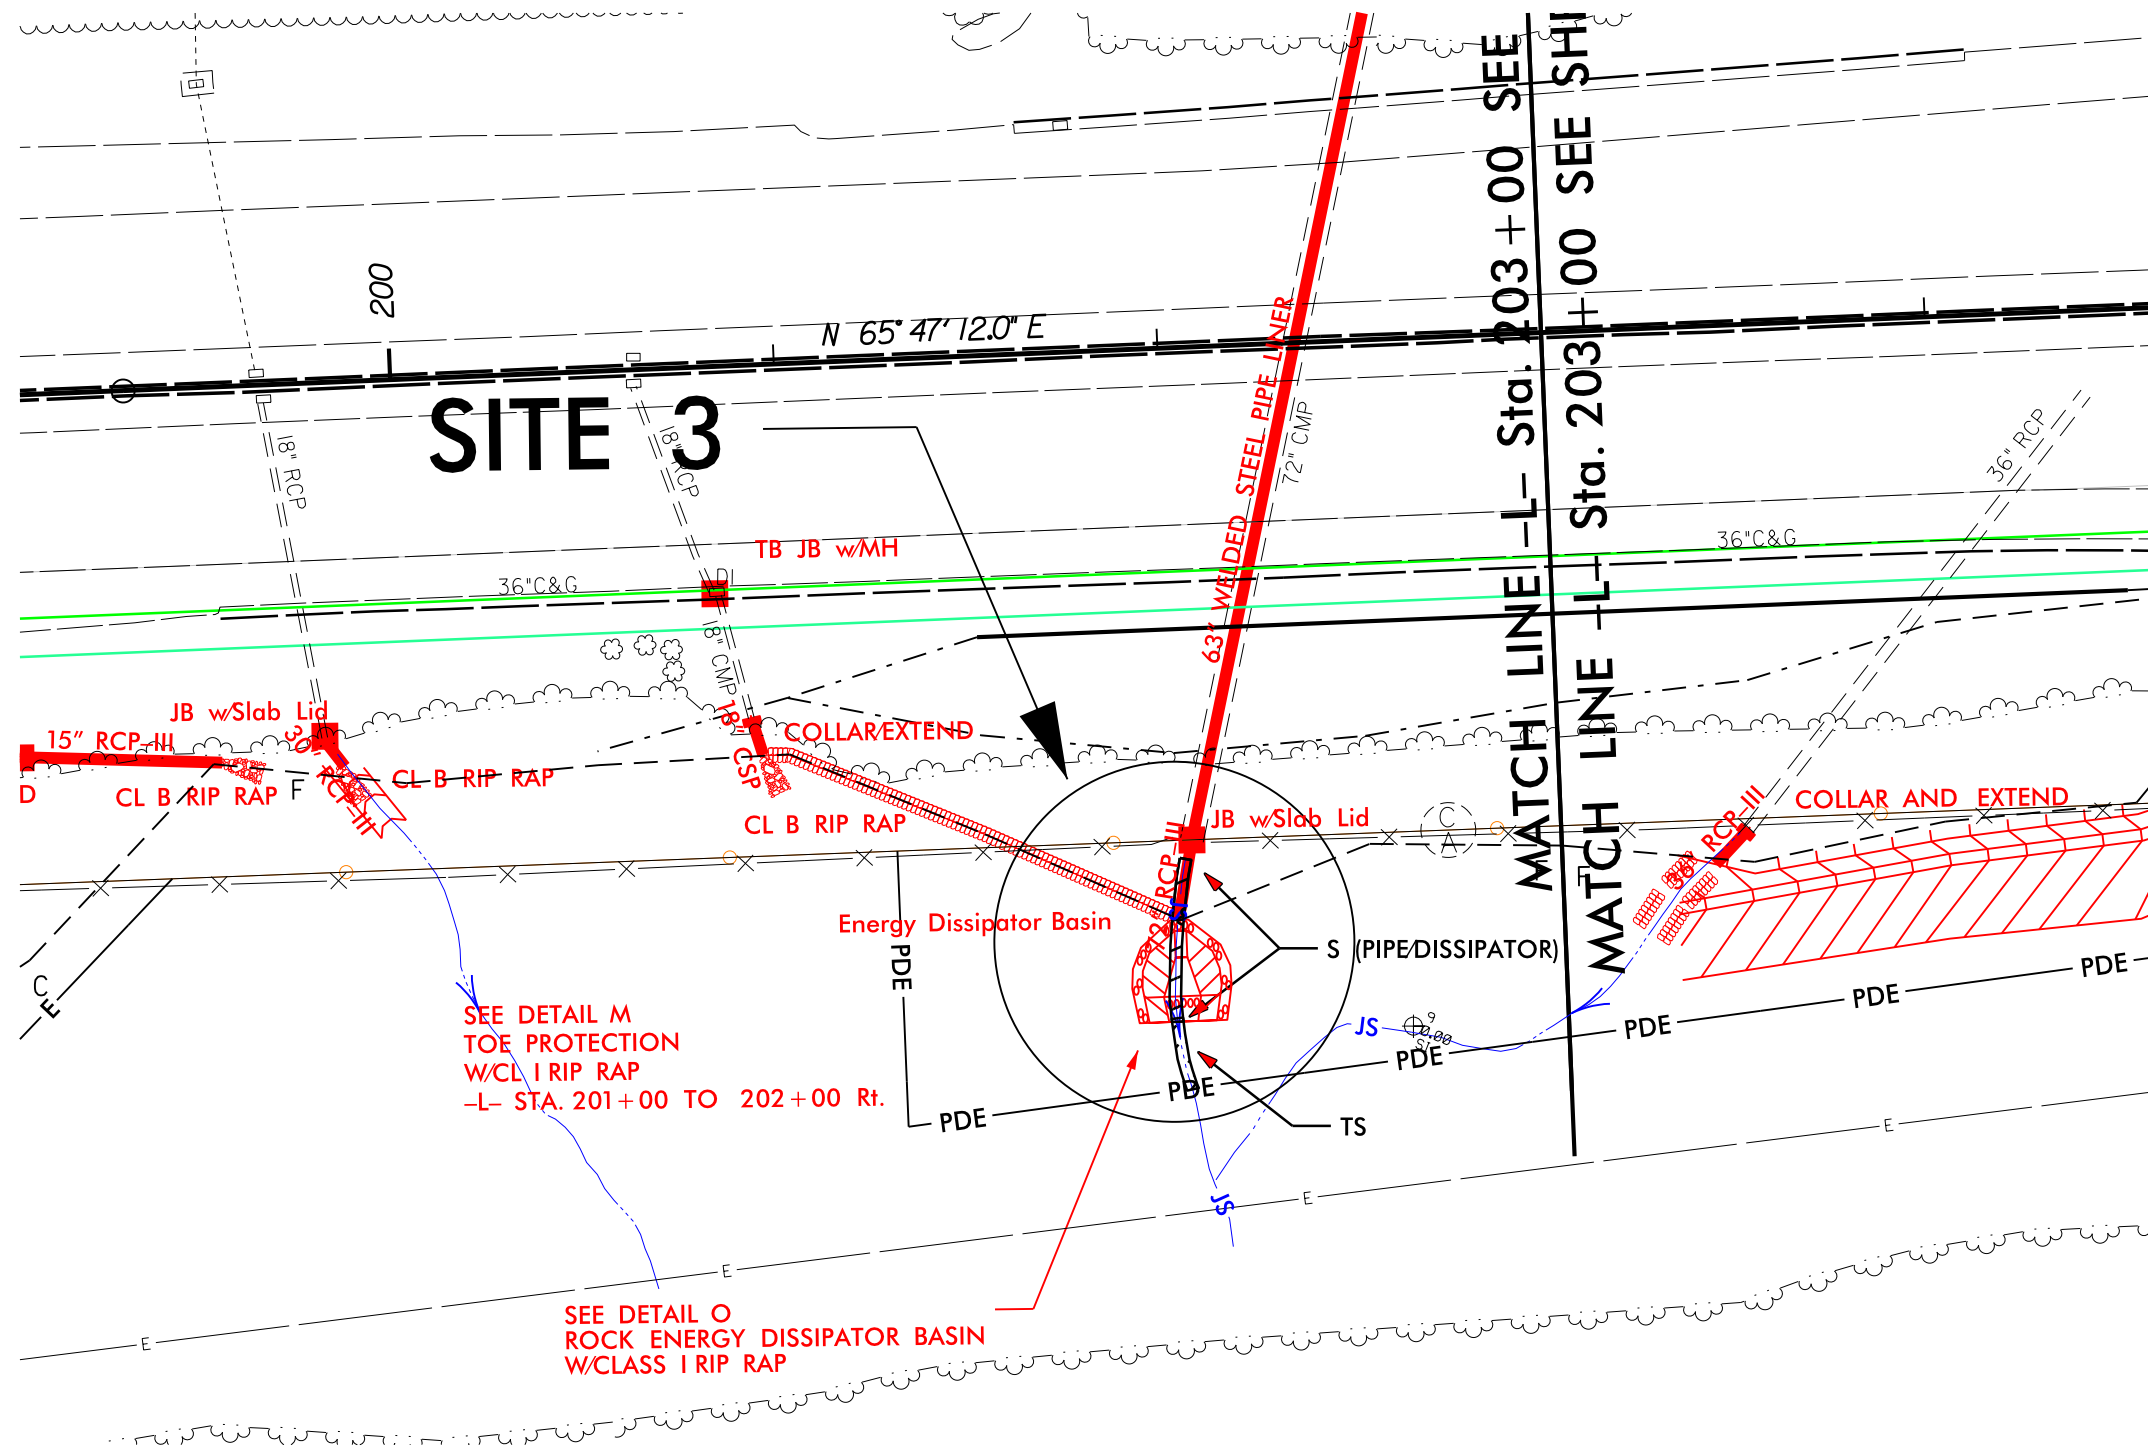 MATCH LINE -L- Sta. 203+00 SEE
MATCH LINE -L- Sta. 203+00 SEE
200
N 65° 47' 12.0" E
SITE 3
18" RCP
18" RCP
63" WELDED STEEL PIPE LINER
72" CMP
36" RCP
TB JB w/MH
DI
36"C&G
36"C&G
18" CMP
JB w/Slab Lid
15" RCP-III
30" RCP-III
18" CSP
COLLAR/EXTEND
CL B RIP RAP
D
CL B RIP RAP
F
CL B RIP RAP
JB w/Slab Lid
C
A
36" RCP-III
COLLAR AND EXTEND
F
RCP-III
Energy Dissipator Basin
S (PIPE/DISSIPATOR)
PDE
C
E
SEE DETAIL M
TOE PROTECTION
W/CL I RIP RAP
-L- STA. 201+00 TO 202+00 Rt.
JS
9
0.00
PDE
PDE
PDE
PDE
PDE
PDE
TS
E
JS
E
E
E
SEE DETAIL O
ROCK ENERGY DISSIPATOR BASIN
W/CLASS I RIP RAP